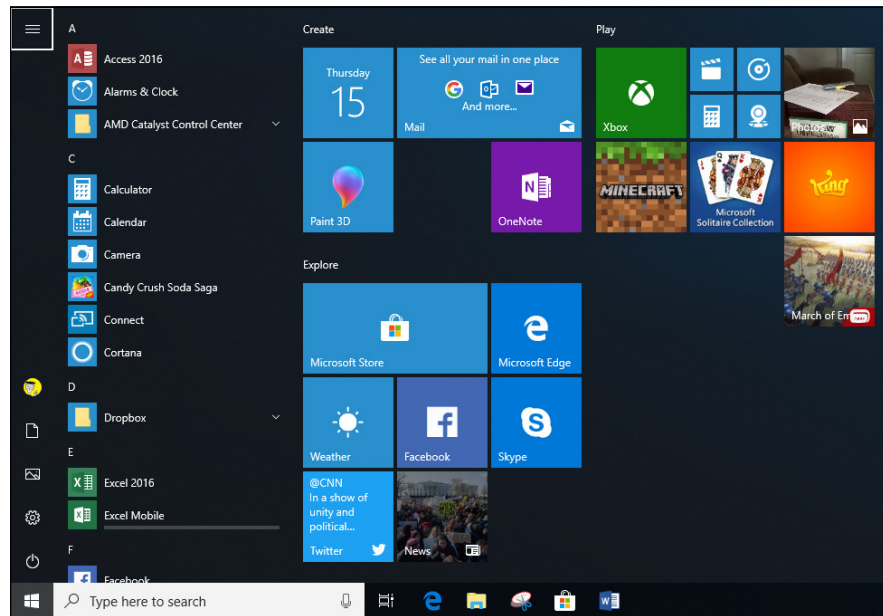 A
Access 2016
Alarms & Clock
AMD Catalyst Control Center
C
Calculator
Calendar
Camera
Candy Crush Soda Saga
Connect
Cortana
D
Dropbox
E
Excel 2016
Excel Mobile
F
Facebook
Create
Thursday
15
See all your mail in one place
And more...
Mail
Paint 3D
OneNote
Explore
Microsoft Store
Microsoft Edge
Weather
Facebook
Skype
@CNN
In a show of
unity and
political...
Twitter
News
Play
Xbox
Photos
MINECRAFT
Microsoft
Solitaire Collection
King
March of Em
Type here to search